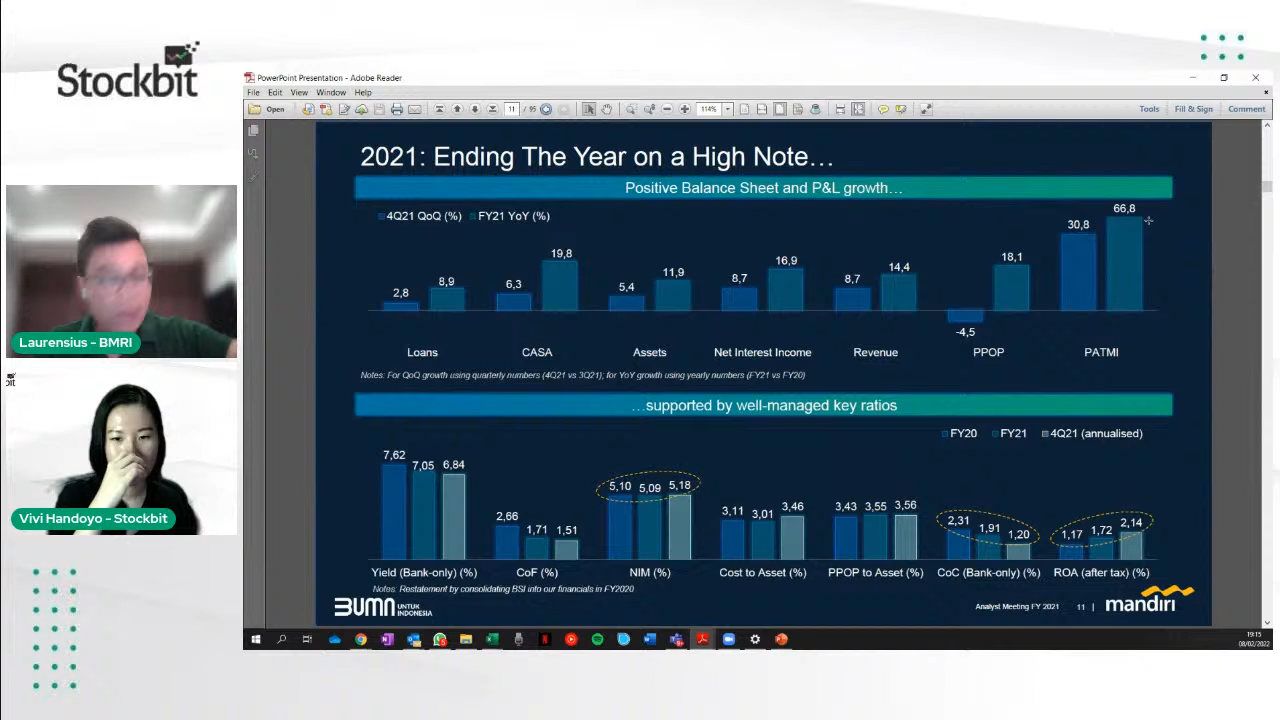 Stockbit
PowerPoint Presentation - Adobe Reader
File Edit View Window Help
Open 11 / 95 114% Tools Fill & Sign Comment
2021: Ending The Year on a High Note…
Positive Balance Sheet and P&L growth…
4Q21 QoQ (%) FY21 YoY (%)
2,8 8,9 6,3 19,8 5,4 11,9 8,7 16,9 8,7 14,4 -4,5 18,1 30,8 66,8
Loans CASA Assets Net Interest Income Revenue PPOP PATMI
Notes: For QoQ growth using quarterly numbers (4Q21 vs 3Q21); for YoY growth using yearly numbers (FY21 vs FY20)
…supported by well-managed key ratios
FY20 FY21 4Q21 (annualised)
7,62 7,05 6,84 2,66 1,71 1,51 5,10 5,09 5,18 3,11 3,01 3,46 3,43 3,55 3,56 2,31 1,91 1,20 1,17 1,72 2,14
Yield (Bank-only) (%) CoF (%) NIM (%) Cost to Asset (%) PPOP to Asset (%) CoC (Bank-only) (%) ROA (after tax) (%)
Notes: Restatement by consolidating BSI into our financials in FY2020
BUMN UNTUK
INDONESIA
Analyst Meeting FY 2021 11 |
mandiri
19:15
08/02/2022
Laurensius - BMRI
bit
Vivi Handoyo - Stockbit